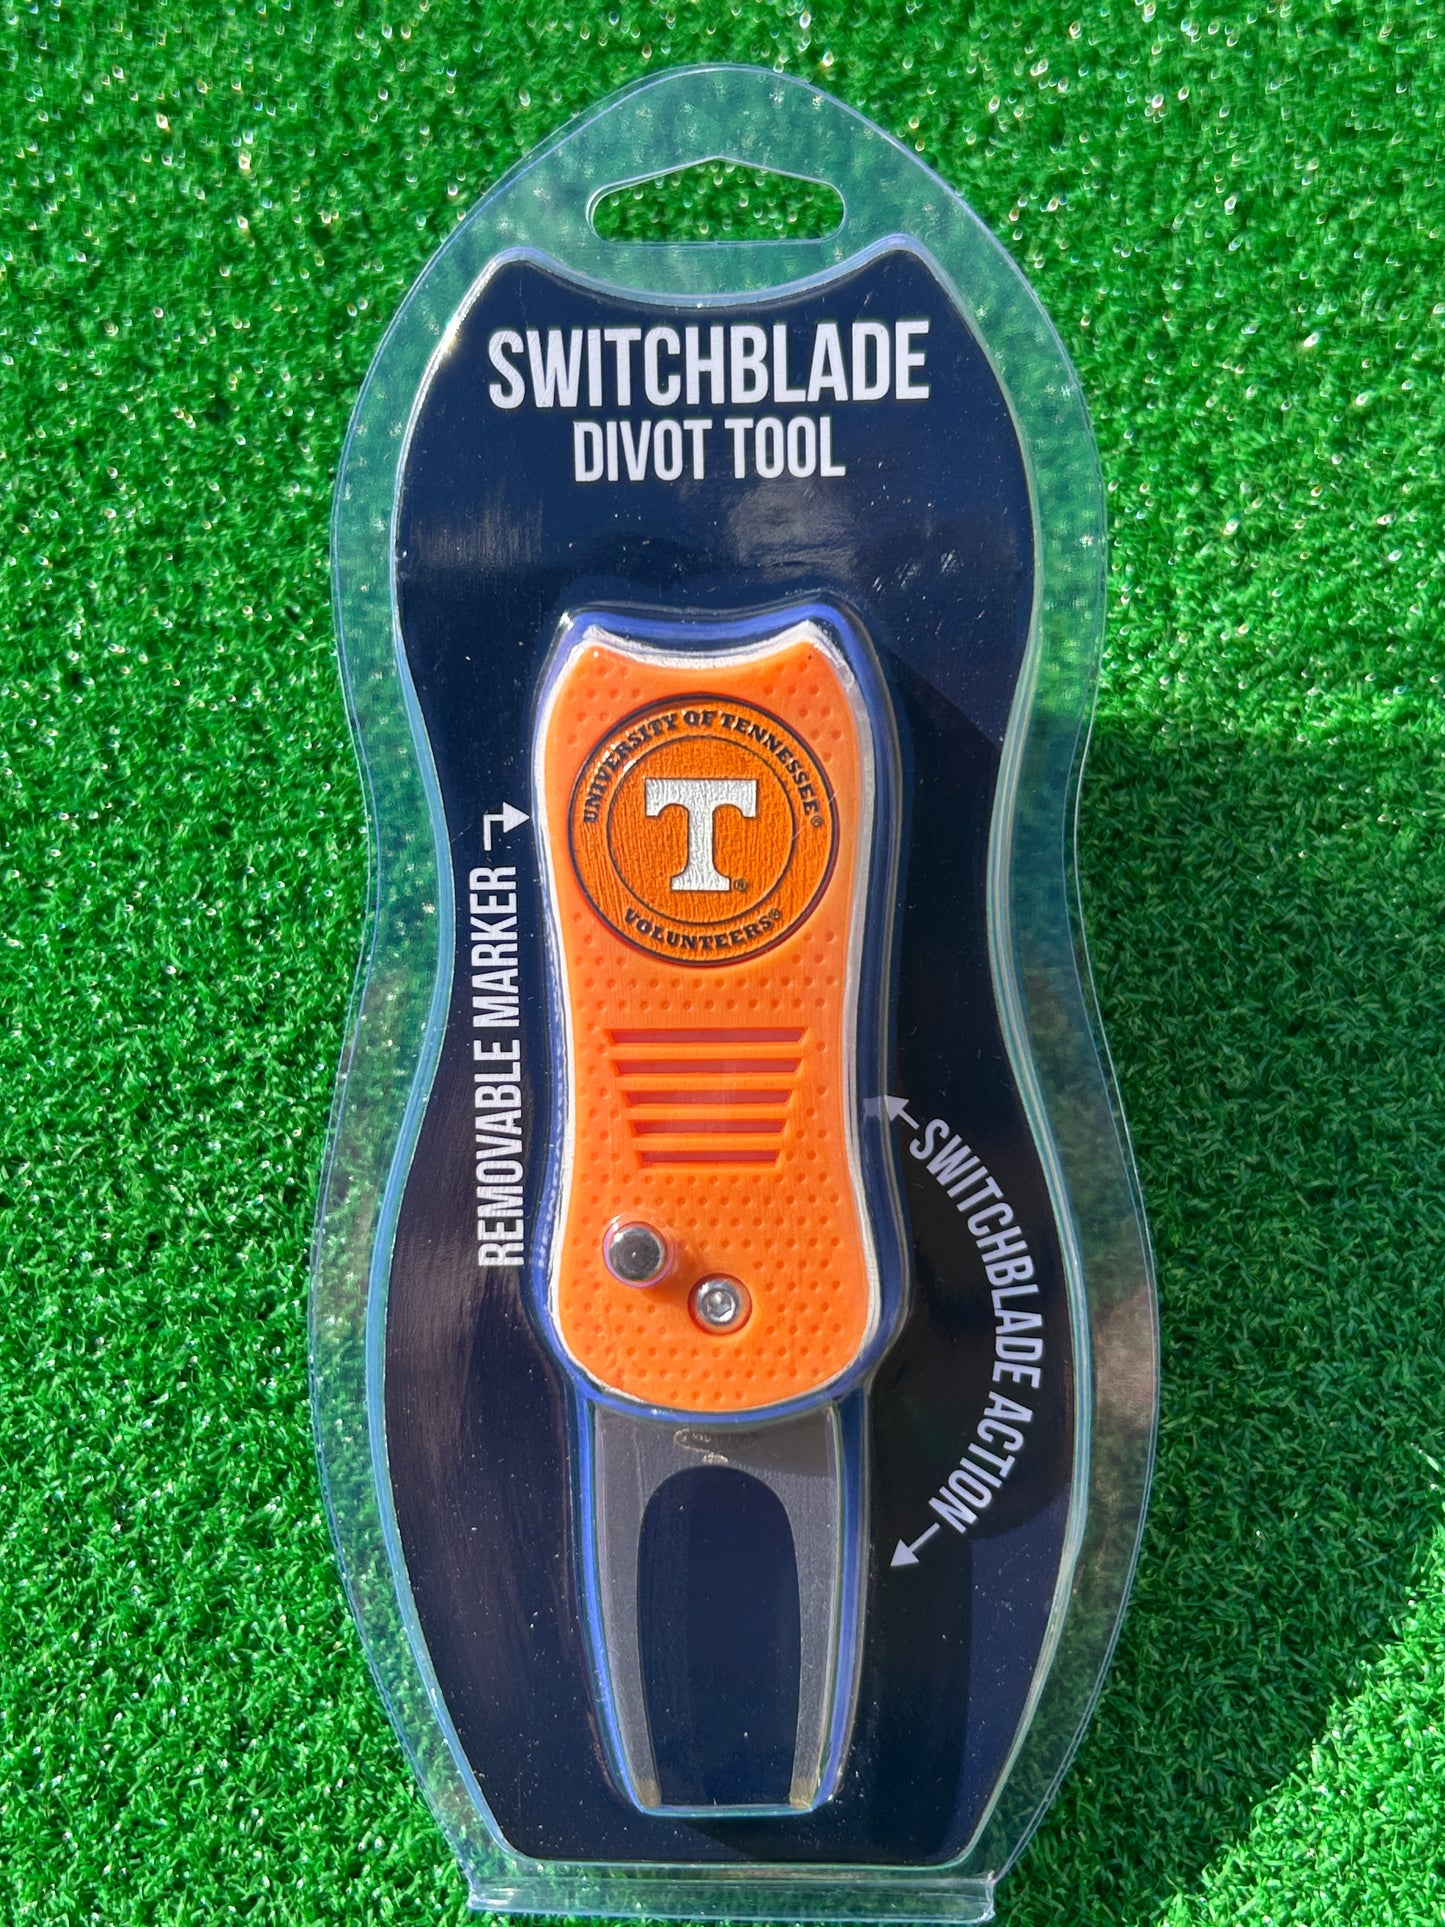 SWITCHBLADE
DIVOT TOOL
UNIVERSITY OF TENNESSEE®
T®
VOLUNTEERS®
REMOVABLE MARKER
SWITCHBLADE ACTION